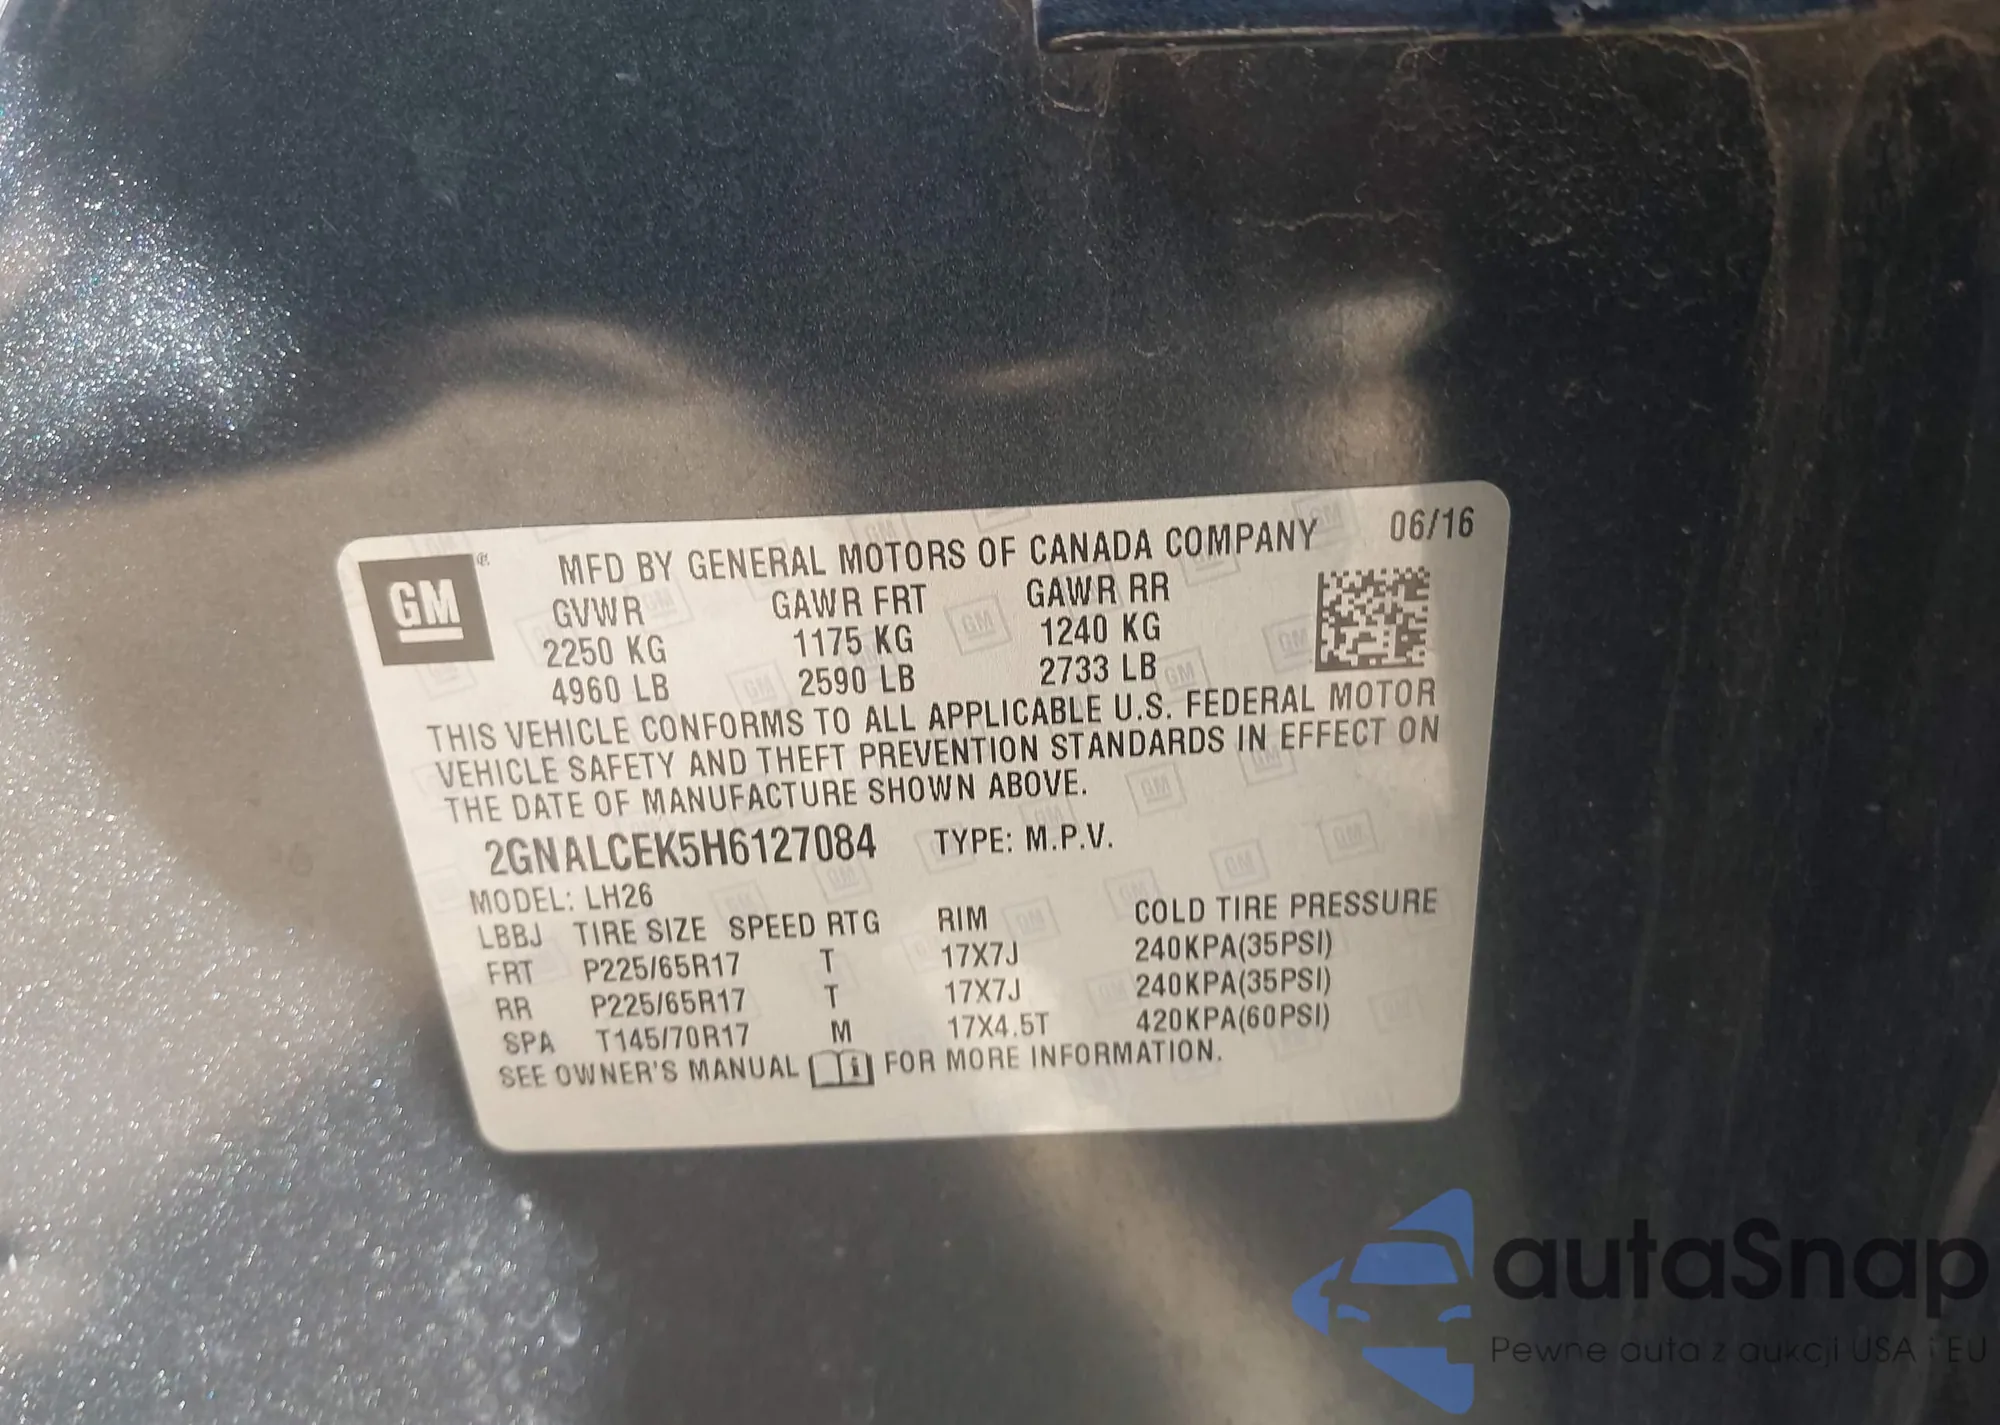 GM
MFD BY GENERAL MOTORS OF CANADA COMPANY 06/16
GVWR GAWR FRT GAWR RR
2250 KG 1175 KG 1240 KG
4960 LB 2590 LB 2733 LB
THIS VEHICLE CONFORMS TO ALL APPLICABLE U.S. FEDERAL MOTOR
VEHICLE SAFETY AND THEFT PREVENTION STANDARDS IN EFFECT ON
THE DATE OF MANUFACTURE SHOWN ABOVE.
2GNALCEK5H6127084 TYPE: M.P.V.
MODEL: LH26
LBBJ TIRE SIZE SPEED RTG RIM COLD TIRE PRESSURE
FRT P225/65R17 T 17X7J 240KPA(35PSI)
RR P225/65R17 T 17X7J 240KPA(35PSI)
SPA T145/70R17 M 17X4.5T 420KPA(60PSI)
SEE OWNER'S MANUAL i FOR MORE INFORMATION.
autaSnap
Pewne auta z aukcji USA i EU